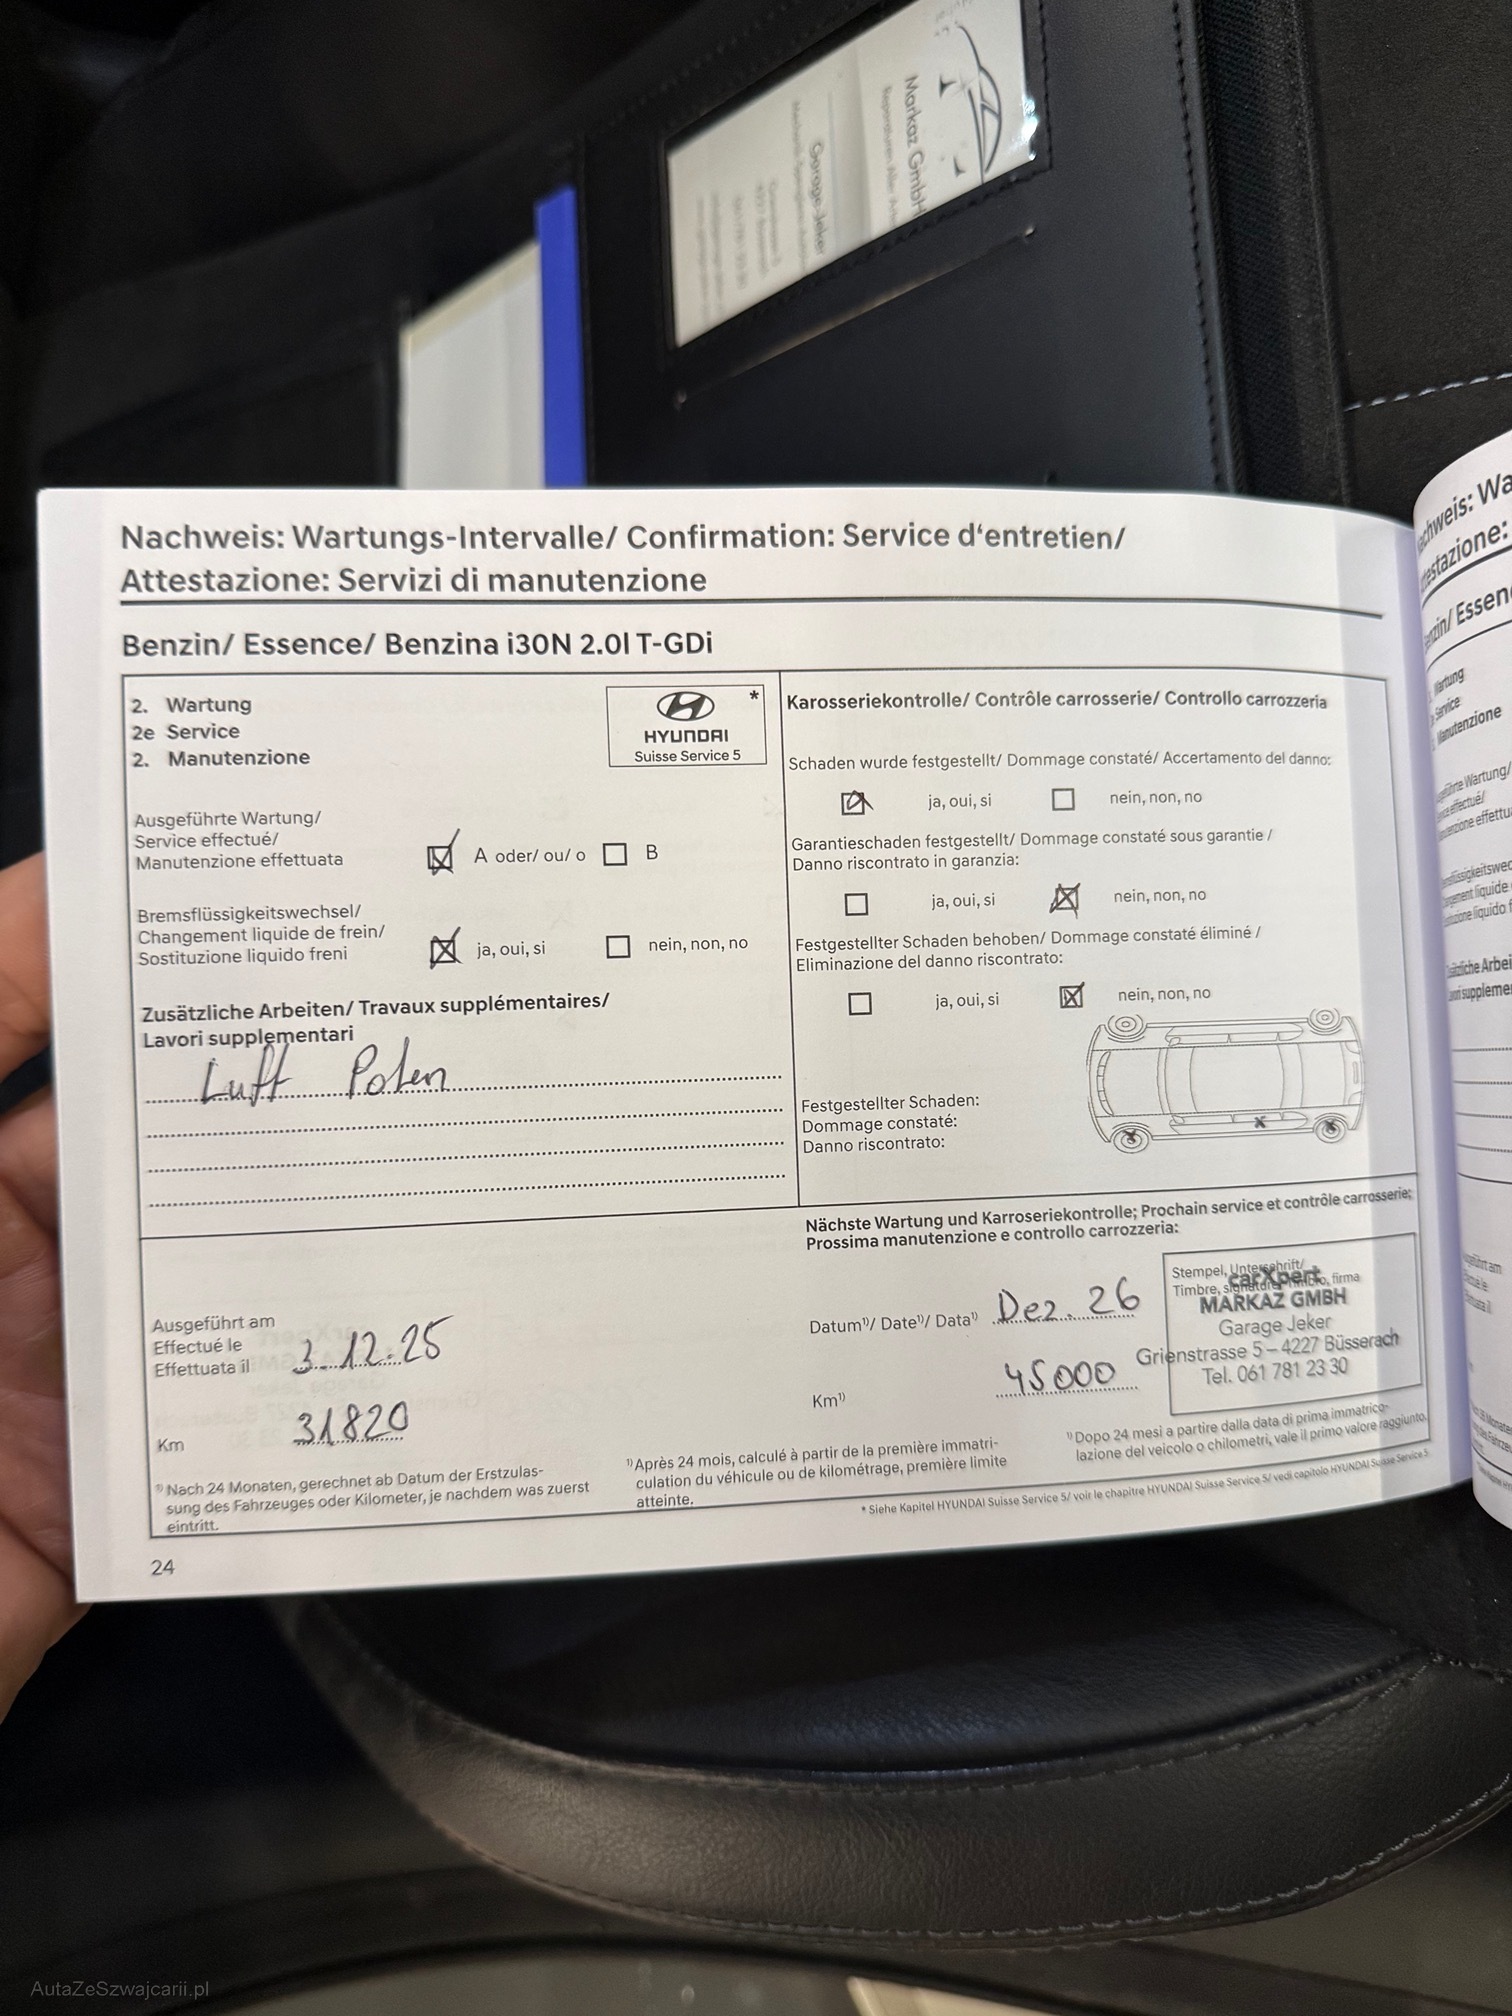 Markaz GmbH
Garage Jeker
Nachweis: Wartungs-Intervalle/ Confirmation: Service d'entretien/
Attestazione: Servizi di manutenzione
Benzin/ Essence/ Benzina i30N 2.0l T-GDi
2. Wartung
2e Service
2. Manutenzione
*
HYUNDAI
Suisse Service 5
Ausgeführte Wartung/
Service effectué/
Manutenzione effettuata
A oder/ ou/ o
B
Bremsflüssigkeitswechsel/
Changement liquide de frein/
Sostituzione liquido freni
ja, oui, si
nein, non, no
Zusätzliche Arbeiten/ Travaux supplémentaires/
Lavori supplementari
Luft Polen
Karosseriekontrolle/ Contrôle carrosserie/ Controllo carrozzeria
Schaden wurde festgestellt/ Dommage constaté/ Accertamento del danno:
ja, oui, si
nein, non, no
Garantieschaden festgestellt/ Dommage constaté sous garantie /
Danno riscontrato in garanzia:
ja, oui, si
nein, non, no
Festgestellter Schaden behoben/ Dommage constaté éliminé /
Eliminazione del danno riscontrato:
ja, oui, si
nein, non, no
Festgestellter Schaden:
Dommage constaté:
Danno riscontrato:
Ausgeführt am
Effectué le
Effettuata il
3.12.25
Km
31820
Nächste Wartung und Karroseriekontrolle; Prochain service et contrôle carrosserie;
Prossima manutenzione e controllo carrozzeria:
Datum¹⁾/ Date¹⁾/ Data¹⁾
Dez. 26
Km¹⁾
45000
Stempel, Unterschrift/
Timbre, signature, Timbro, firma
carXpert
MARKAZ GMBH
Garage Jeker
Grienstrasse 5 – 4227 Büsserach
Tel. 061 781 23 30
¹⁾ Nach 24 Monaten, gerechnet ab Datum der Erstzulas-
sung des Fahrzeuges oder Kilometer, je nachdem was zuerst
eintritt.
¹⁾ Après 24 mois, calculé à partir de la première immatri-
culation du véhicule ou de kilométrage, première limite
atteinte.
¹⁾ Dopo 24 mesi a partire dalla data di prima immatrico-
lazione del veicolo o chilometri, vale il primo valore raggiunto.
* Siehe Kapitel HYUNDAI Suisse Service 5/ voir le chapitre HYUNDAI Suisse Service 5/ vedi capitolo HYUNDAI Suisse Service 5
24
AutaZeSzwajcarii.pl